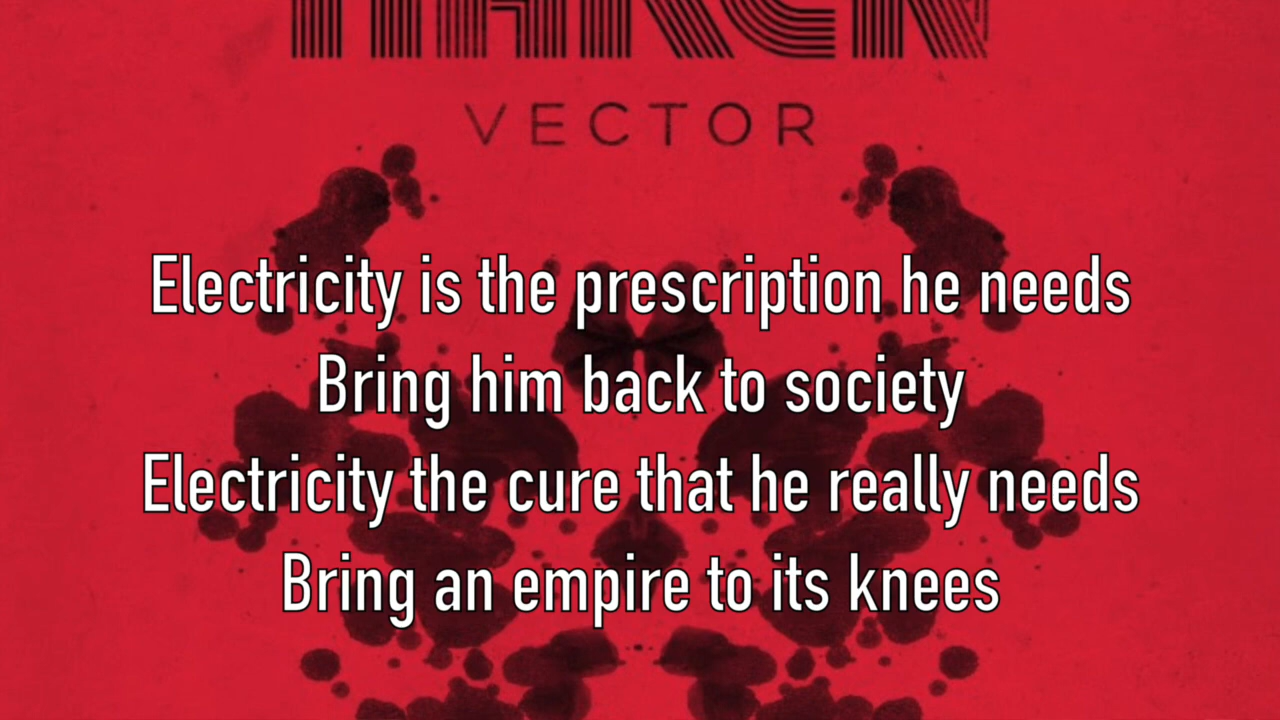 HAKEN
VECTOR
Electricity is the prescription he needs
Bring him back to society
Electricity the cure that he really needs
Bring an empire to its knees